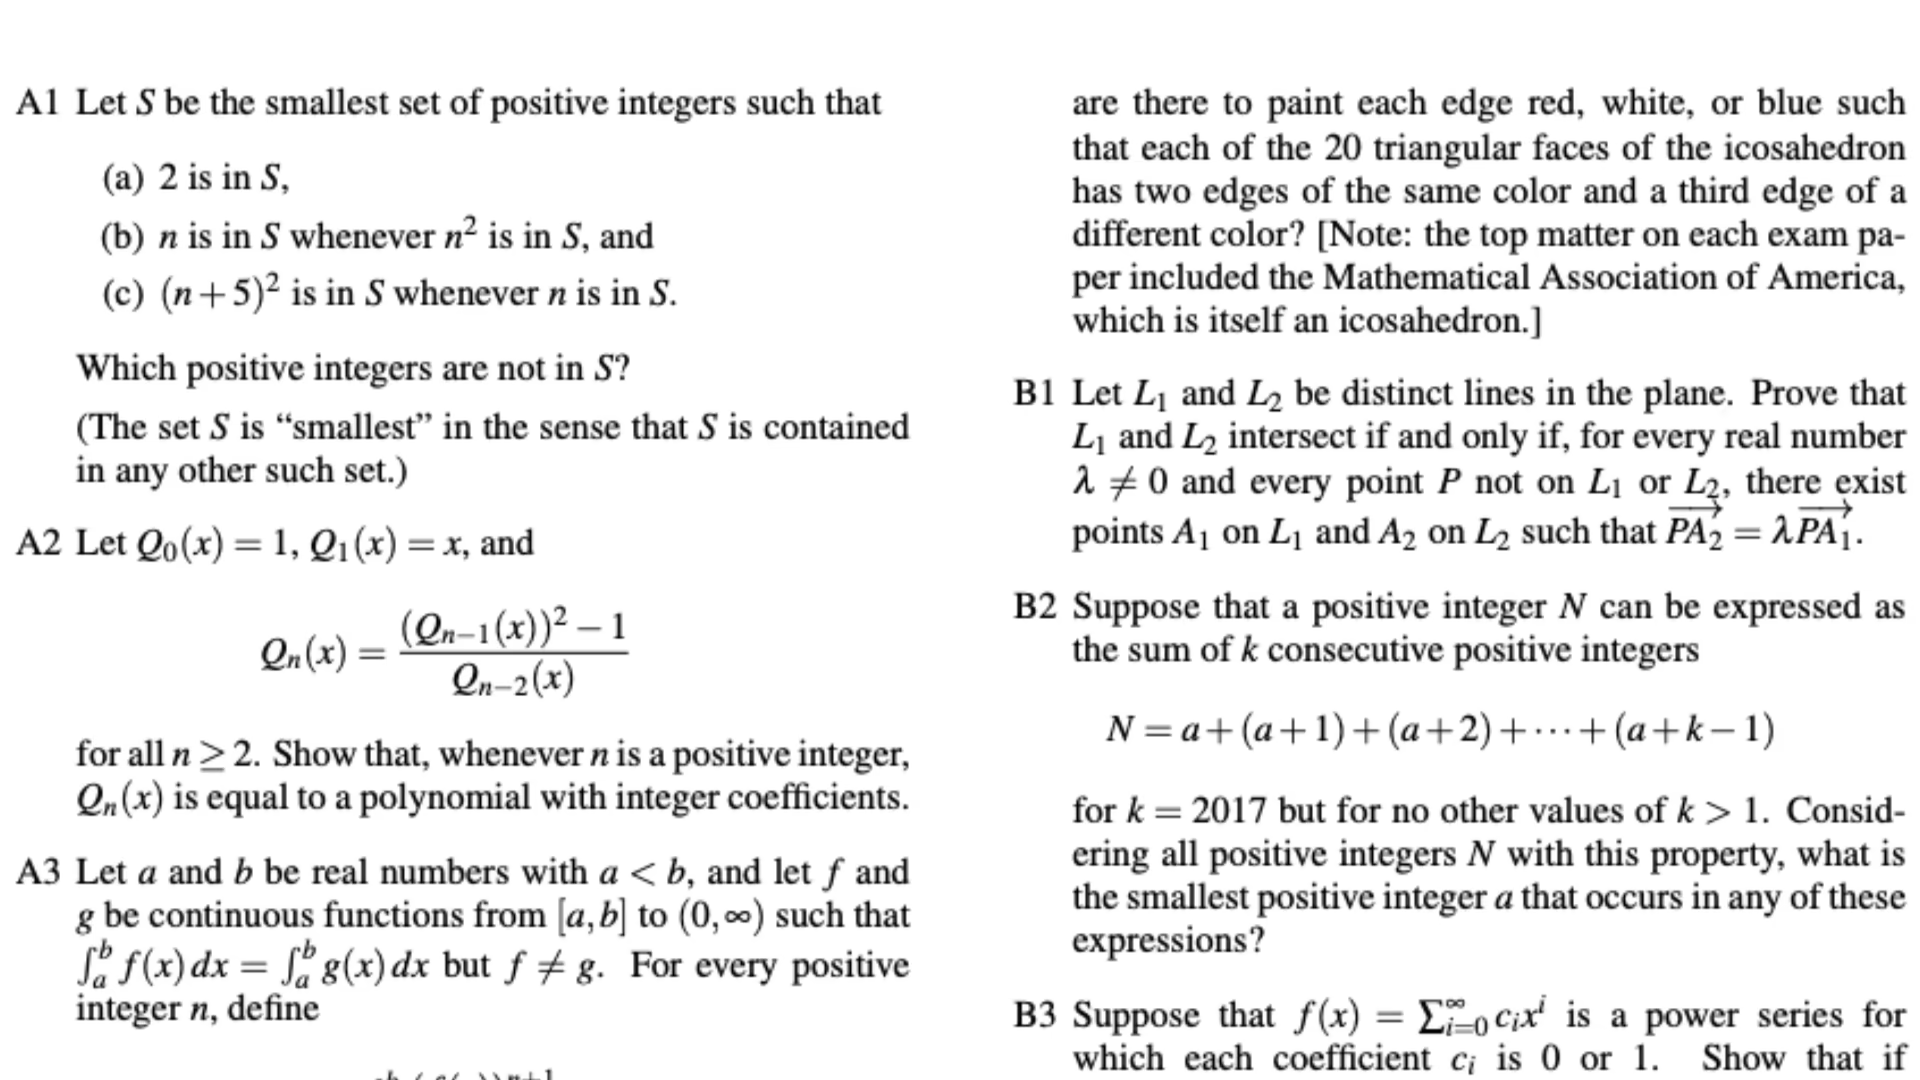 A1 Let S be the smallest set of positive integers such that
(a) 2 is in S,
(b) n is in S whenever n² is in S, and
(c) (n+5)² is in S whenever n is in S.
Which positive integers are not in S?
(The set S is “smallest” in the sense that S is contained
in any other such set.)
A2 Let Q₀(x) = 1, Q₁(x) = x, and
Qₙ(x) = ((Qₙ₋₁(x))² − 1) / Qₙ₋₂(x)
for all n ≥ 2. Show that, whenever n is a positive integer,
Qₙ(x) is equal to a polynomial with integer coefficients.
A3 Let a and b be real numbers with a < b, and let f and
g be continuous functions from [a,b] to (0,∞) such that
∫ₐᵇ f(x)dx = ∫ₐᵇ g(x)dx but f ≠ g. For every positive
integer n, define
are there to paint each edge red, white, or blue such
that each of the 20 triangular faces of the icosahedron
has two edges of the same color and a third edge of a
different color? [Note: the top matter on each exam pa-
per included the Mathematical Association of America,
which is itself an icosahedron.]
B1 Let L₁ and L₂ be distinct lines in the plane. Prove that
L₁ and L₂ intersect if and only if, for every real number
λ ≠ 0 and every point P not on L₁ or L₂, there exist
points A₁ on L₁ and A₂ on L₂ such that PA₂ = λPA₁.
B2 Suppose that a positive integer N can be expressed as
the sum of k consecutive positive integers
N = a+(a+1)+(a+2)+⋯+(a+k−1)
for k = 2017 but for no other values of k > 1. Consid-
ering all positive integers N with this property, what is
the smallest positive integer a that occurs in any of these
expressions?
B3 Suppose that f(x) = ∑ᵢ₌₀^∞ cᵢxⁱ is a power series for
which each coefficient cᵢ is 0 or 1. Show that if